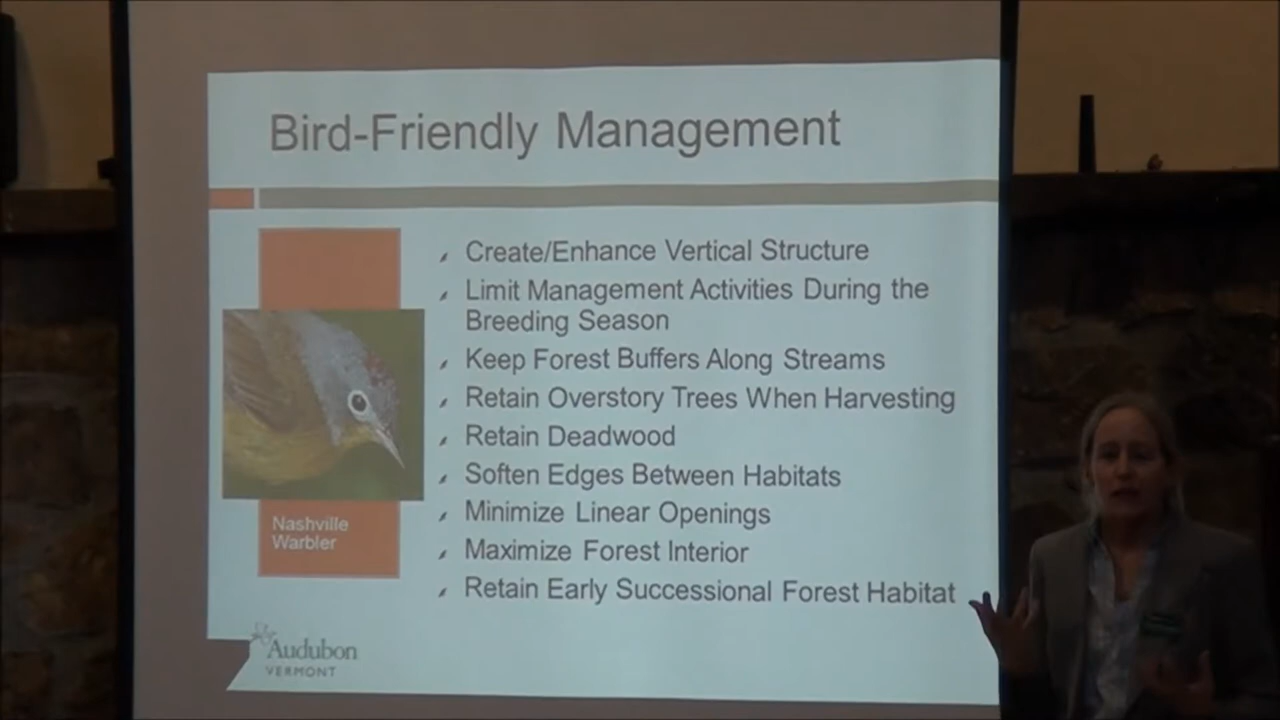 Bird-Friendly Management
Create/Enhance Vertical Structure
Limit Management Activities During the
Breeding Season
Keep Forest Buffers Along Streams
Retain Overstory Trees When Harvesting
Retain Deadwood
Soften Edges Between Habitats
Minimize Linear Openings
Maximize Forest Interior
Retain Early Successional Forest Habitat
Nashville
Warbler
Audubon
VERMONT